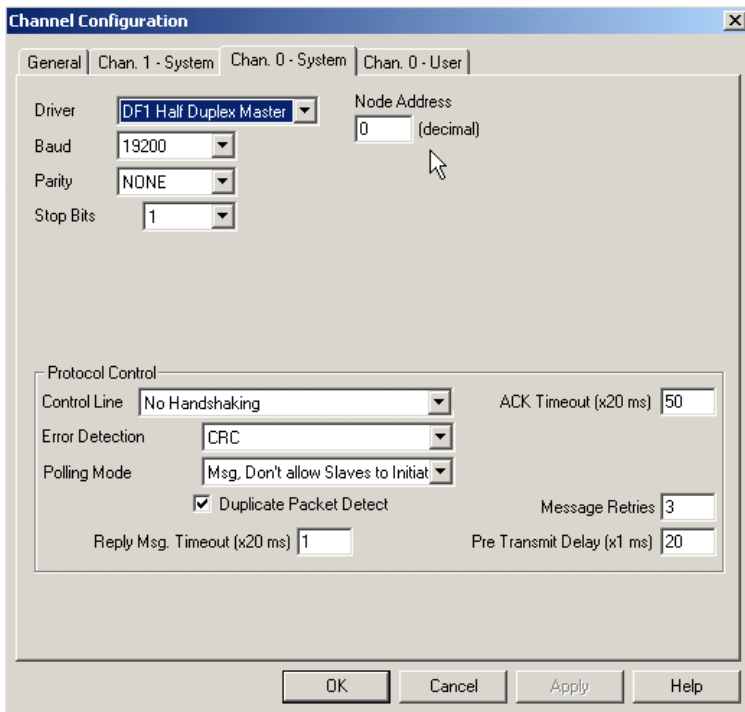 Channel Configuration
General
Chan. 1 - System
Chan. 0 - System
Chan. 0 - User
Driver
DF1 Half Duplex Master
Node Address
0
(decimal)
Baud
19200
Parity
NONE
Stop Bits
1
Protocol Control
Control Line
No Handshaking
ACK Timeout (x20 ms)
50
Error Detection
CRC
Polling Mode
Msg, Don't allow Slaves to Initiat
Duplicate Packet Detect
Message Retries
3
Reply Msg. Timeout (x20 ms)
1
Pre Transmit Delay (x1 ms)
20
OK
Cancel
Apply
Help